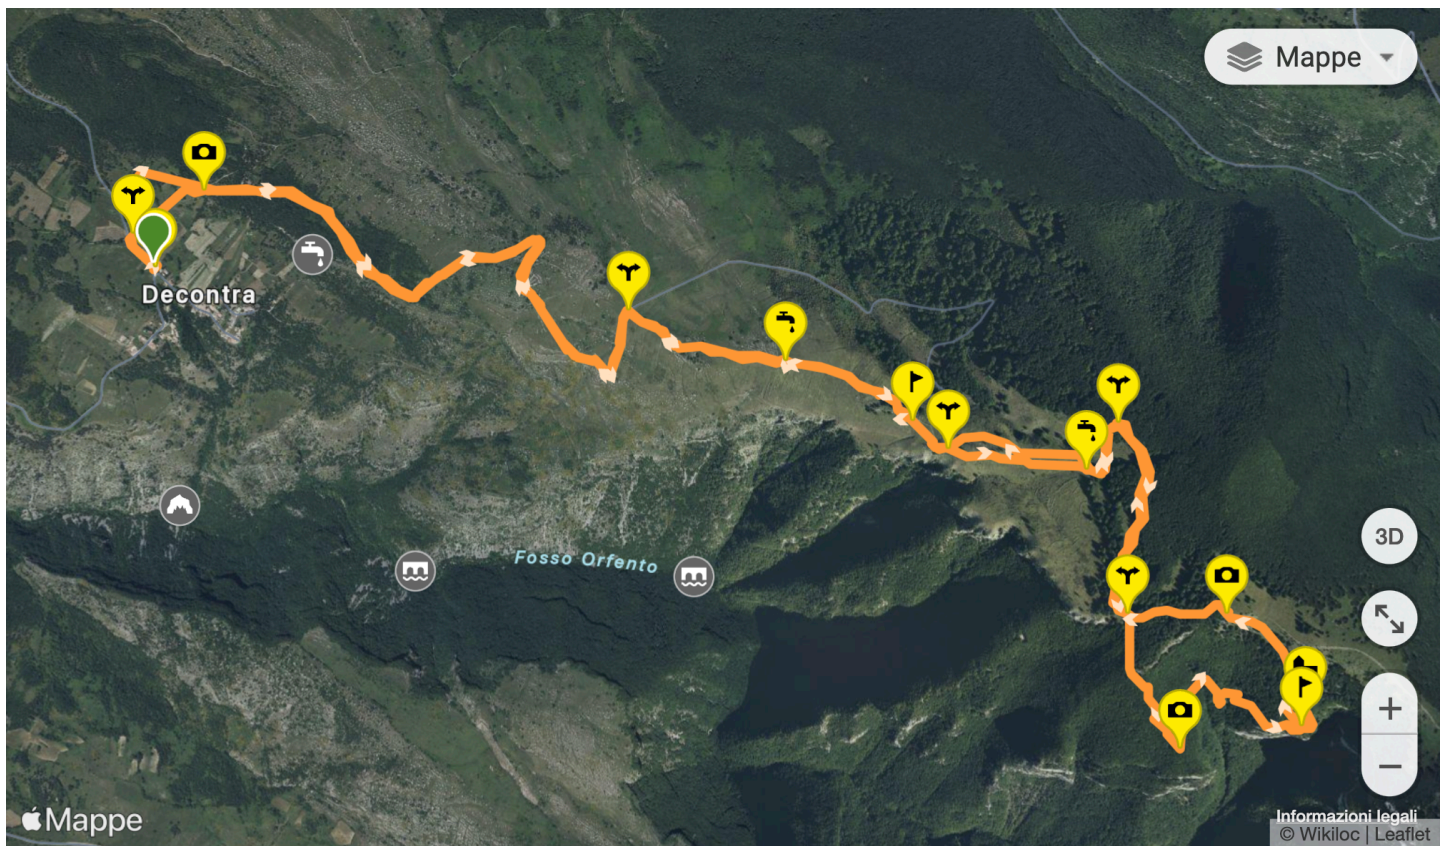 Mappe
Decontra
Fosso Orfento
3D
+
−
Mappe
Informazioni legali
© Wikiloc | Leaflet